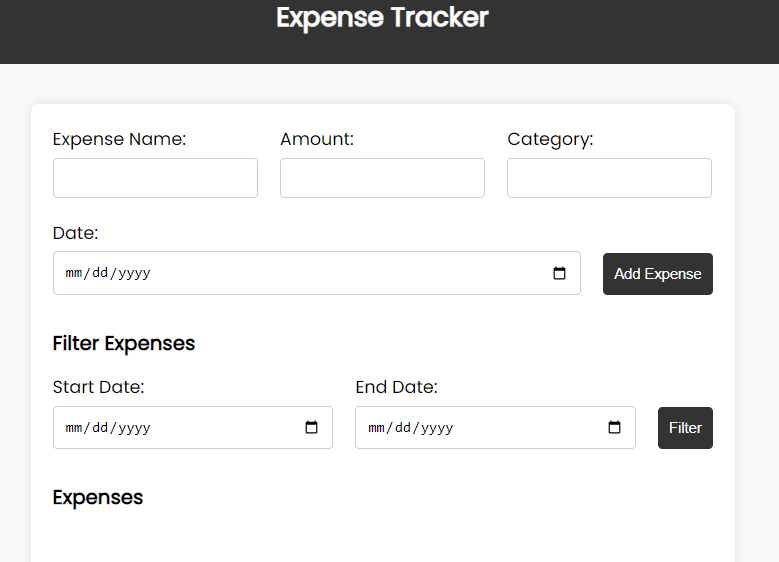 Expense Tracker
Expense Name: Amount: Category:
Date:
mm/dd/yyyy Add Expense
Filter Expenses
Start Date: End Date:
mm/dd/yyyy mm/dd/yyyy Filter
Expenses